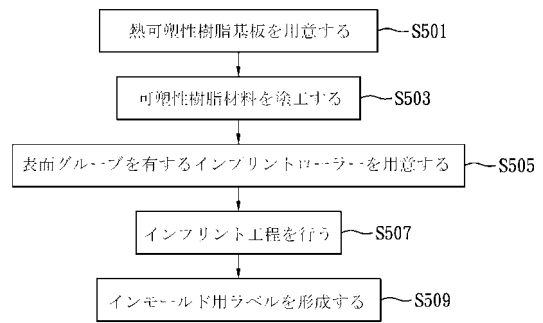 熱可塑性樹脂基板を用意する S501
可塑性樹脂材料を塗工する S503
表面グルーブを有するインプリントローラーを用意する S505
インプリント工程を行う S507
インモールド用ラベルを形成する S509